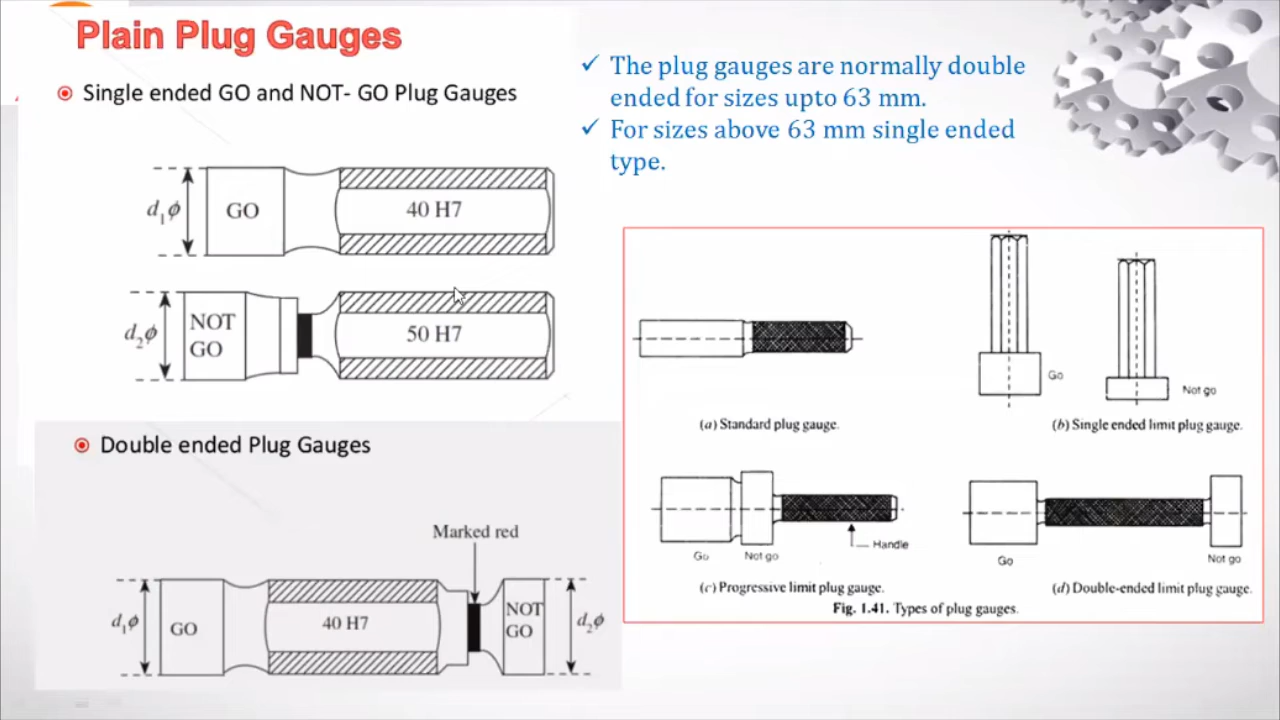 Plain Plug Gauges
Single ended GO and NOT- GO Plug Gauges
d₁ϕ
GO
40 H7
d₂ϕ
NOT
GO
50 H7
Double ended Plug Gauges
Marked red
d₁ϕ
GO
40 H7
NOT
GO
d₂ϕ
✓ The plug gauges are normally double
ended for sizes upto 63 mm.
✓ For sizes above 63 mm single ended
type.
Go
Not go
(a) Standard plug gauge.
(b) Single ended limit plug gauge.
Go
Not go
Handle
Go
Not go
(c) Progressive limit plug gauge.
(d) Double-ended limit plug gauge.
Fig. 1.41. Types of plug gauges.